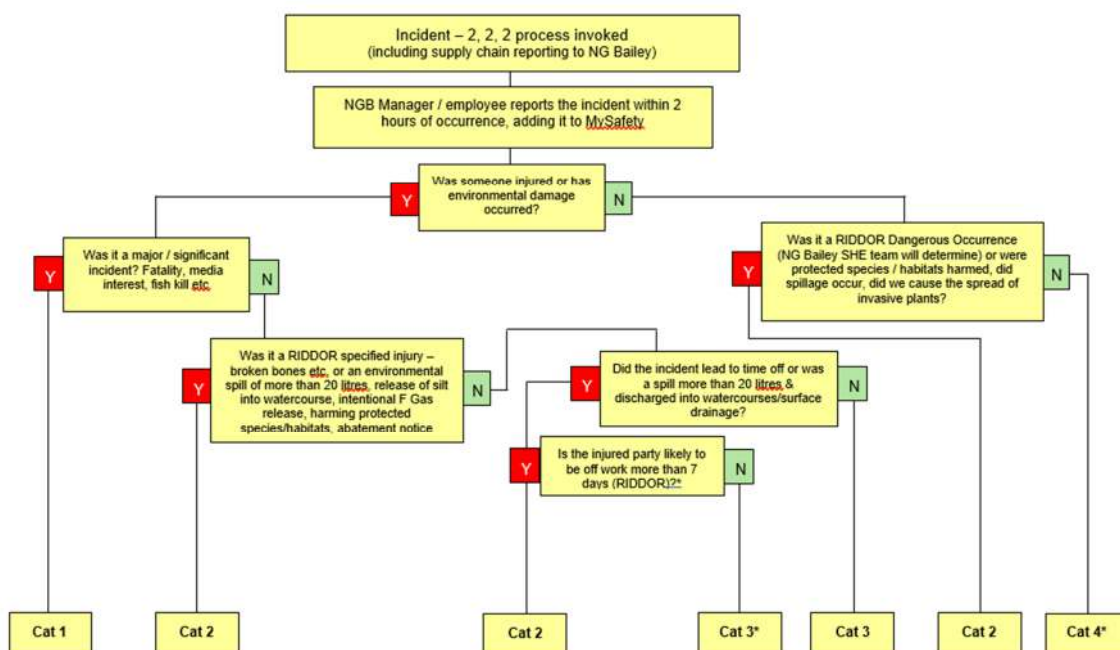 Incident – 2, 2, 2 process invoked
(including supply chain reporting to NG Bailey)
NGB Manager / employee reports the incident within 2
hours of occurrence, adding it to MySafety
Was someone injured or has
environmental damage
occurred?
Y
N
Was it a major / significant
incident? Fatality, media
interest, fish kill etc
Y
N
Was it a RIDDOR Dangerous Occurrence
(NG Bailey SHE team will determine) or were
protected species / habitats harmed, did
spillage occur, did we cause the spread of
invasive plants?
Y
N
Was it a RIDDOR specified injury –
broken bones etc, or an environmental
spill of more than 20 litres, release of silt
into watercourse, intentional F Gas
release, harming protected
species/habitats, abatement notice
Y
N
Did the incident lead to time off or was
a spill more than 20 litres &
discharged into watercourses/surface
drainage?
Y
N
Is the injured party likely to
be off work more than 7
days (RIDDOR)?*
Y
N
Cat 1
Cat 2
Cat 2
Cat 3*
Cat 3
Cat 2
Cat 4*